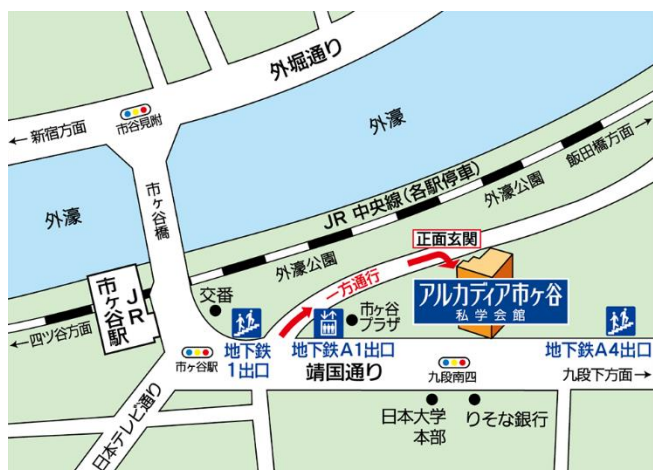 外堀通り
←新宿方面
市谷見附
外濠
飯田橋方面→
市ヶ谷橋
外濠
JR 中央線(各駅停車)
外濠公園
外濠公園
正面玄関
一方通行
アルカディア市ヶ谷
私学会館
JR
市ヶ谷駅
交番
市ヶ谷
プラザ
←四ツ谷方面
市ヶ谷駅
地下鉄
1出口
地下鉄A1出口
地下鉄A4出口
靖国通り
九段南四
九段下方面→
日本テレビ通り
日本大学
本部
りそな銀行